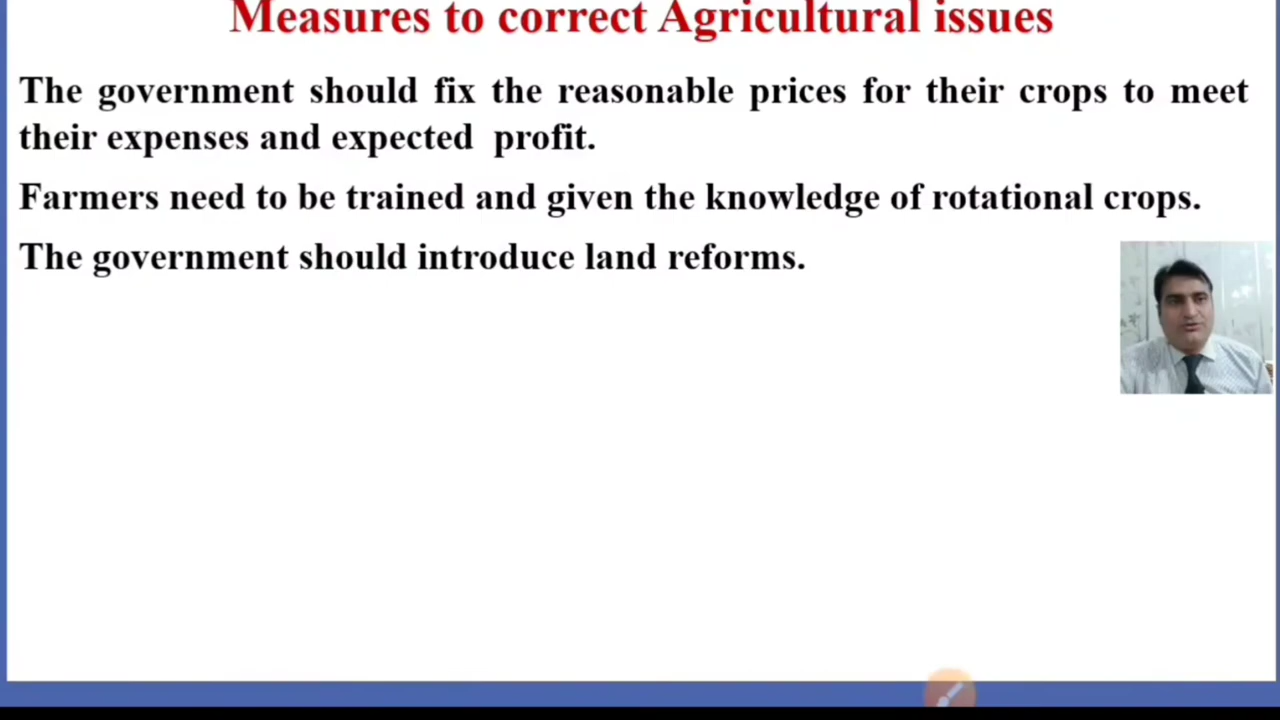 Measures to correct Agricultural issues
The government should fix the reasonable prices for their crops to meet
their expenses and expected profit.
Farmers need to be trained and given the knowledge of rotational crops.
The government should introduce land reforms.